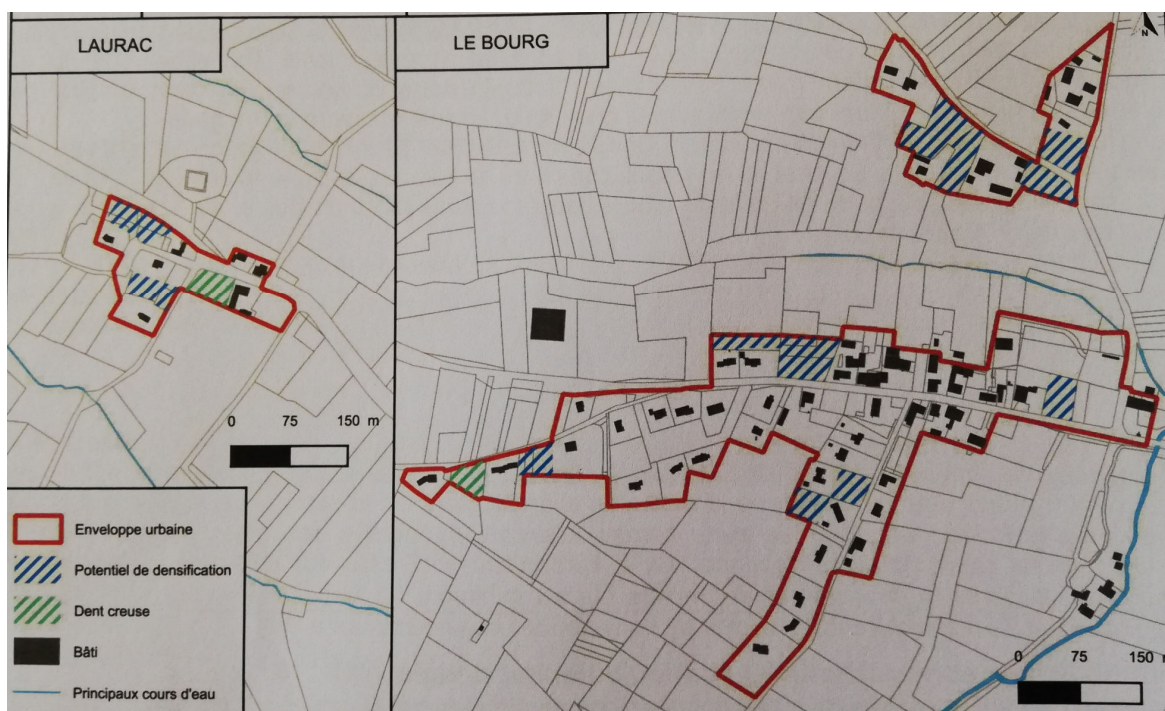 LAURAC
LE BOURG
N
0 75 150 m
Enveloppe urbaine
Potentiel de densification
Dent creuse
Bâti
Principaux cours d'eau
0 75 150 m